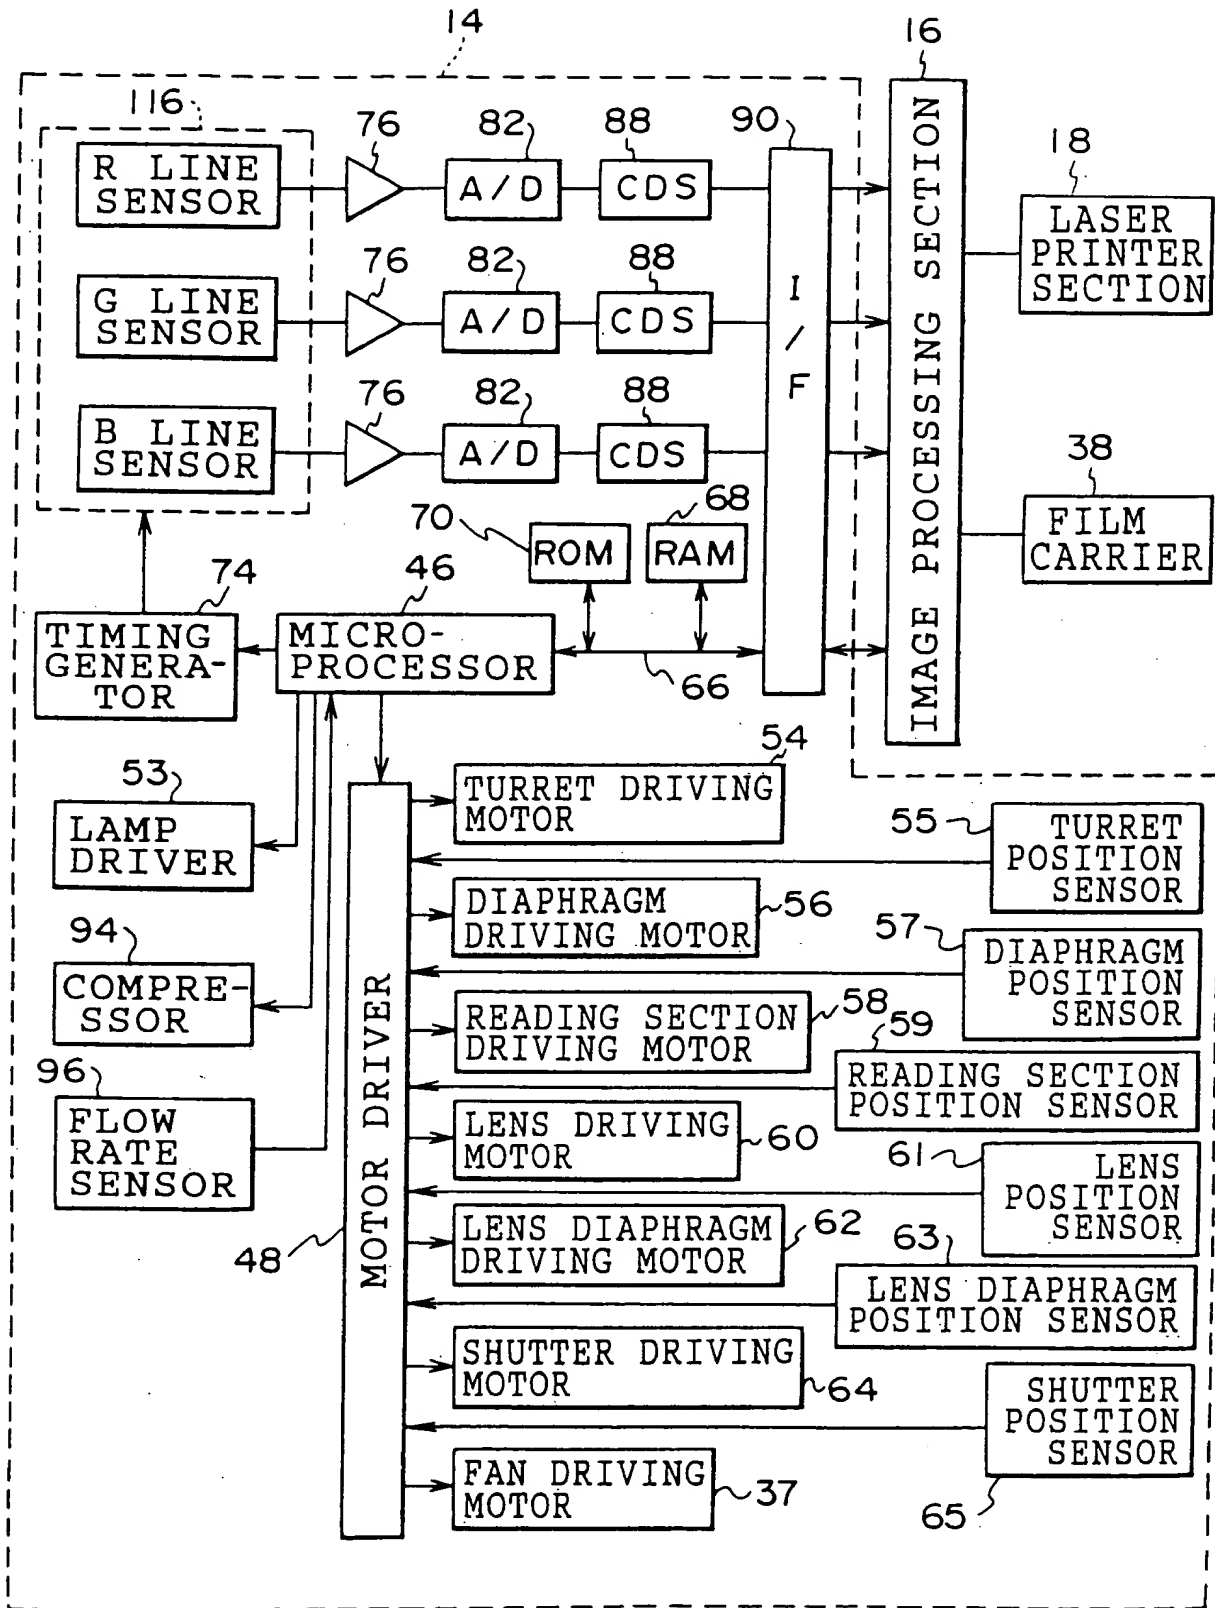 14
16
116
76
82
88
90
R LINE
SENSOR
A/D
CDS
18
LASER
PRINTER
SECTION
76
82
88
G LINE
SENSOR
A/D
CDS
I/F
IMAGE PROCESSING SECTION
76
82
88
B LINE
SENSOR
A/D
CDS
38
FILM
CARRIER
70
ROM
68
RAM
74
TIMING
GENERA-
TOR
46
MICRO-
PROCESSOR
66
53
LAMP
DRIVER
94
COMPRE-
SSOR
96
FLOW
RATE
SENSOR
48
MOTOR DRIVER
54
TURRET DRIVING
MOTOR
55
TURRET
POSITION
SENSOR
DIAPHRAGM
DRIVING MOTOR
56
57
DIAPHRAGM
POSITION
SENSOR
READING SECTION
DRIVING MOTOR
58
59
READING SECTION
POSITION SENSOR
LENS DRIVING
MOTOR
60
61
LENS
POSITION
SENSOR
LENS DIAPHRAGM
DRIVING MOTOR
62
63
LENS DIAPHRAGM
POSITION SENSOR
SHUTTER DRIVING
MOTOR
64
SHUTTER
POSITION
SENSOR
65
FAN DRIVING
MOTOR
37